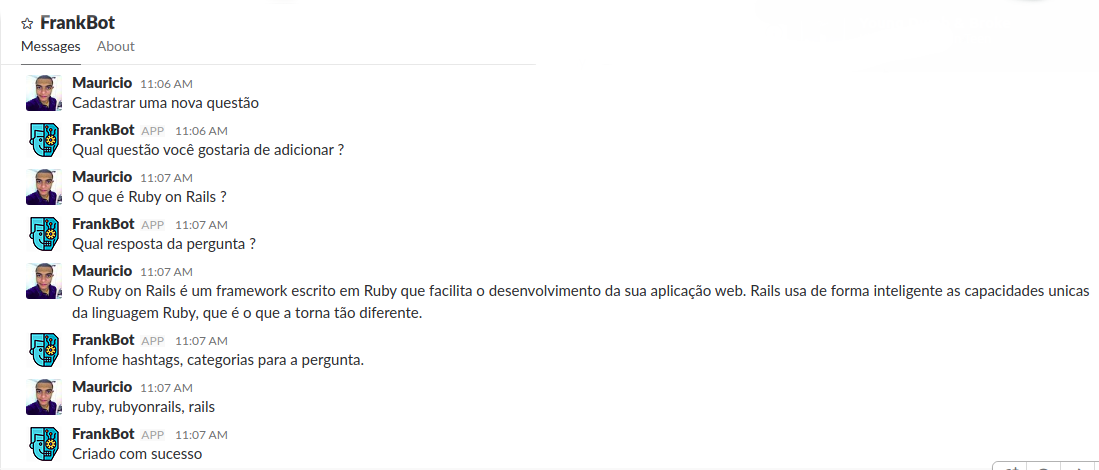 FrankBot
Messages About
Mauricio 11:06 AM
Cadastrar uma nova questão
FrankBot APP 11:06 AM
Qual questão você gostaria de adicionar ?
Mauricio 11:07 AM
O que é Ruby on Rails ?
FrankBot APP 11:07 AM
Qual resposta da pergunta ?
Mauricio 11:07 AM
O Ruby on Rails é um framework escrito em Ruby que facilita o desenvolvimento da sua aplicação web. Rails usa de forma inteligente as capacidades unicas
da linguagem Ruby, que é o que a torna tão diferente.
FrankBot APP 11:07 AM
Infome hashtags, categorias para a pergunta.
Mauricio 11:07 AM
ruby, rubyonrails, rails
FrankBot APP 11:07 AM
Criado com sucesso